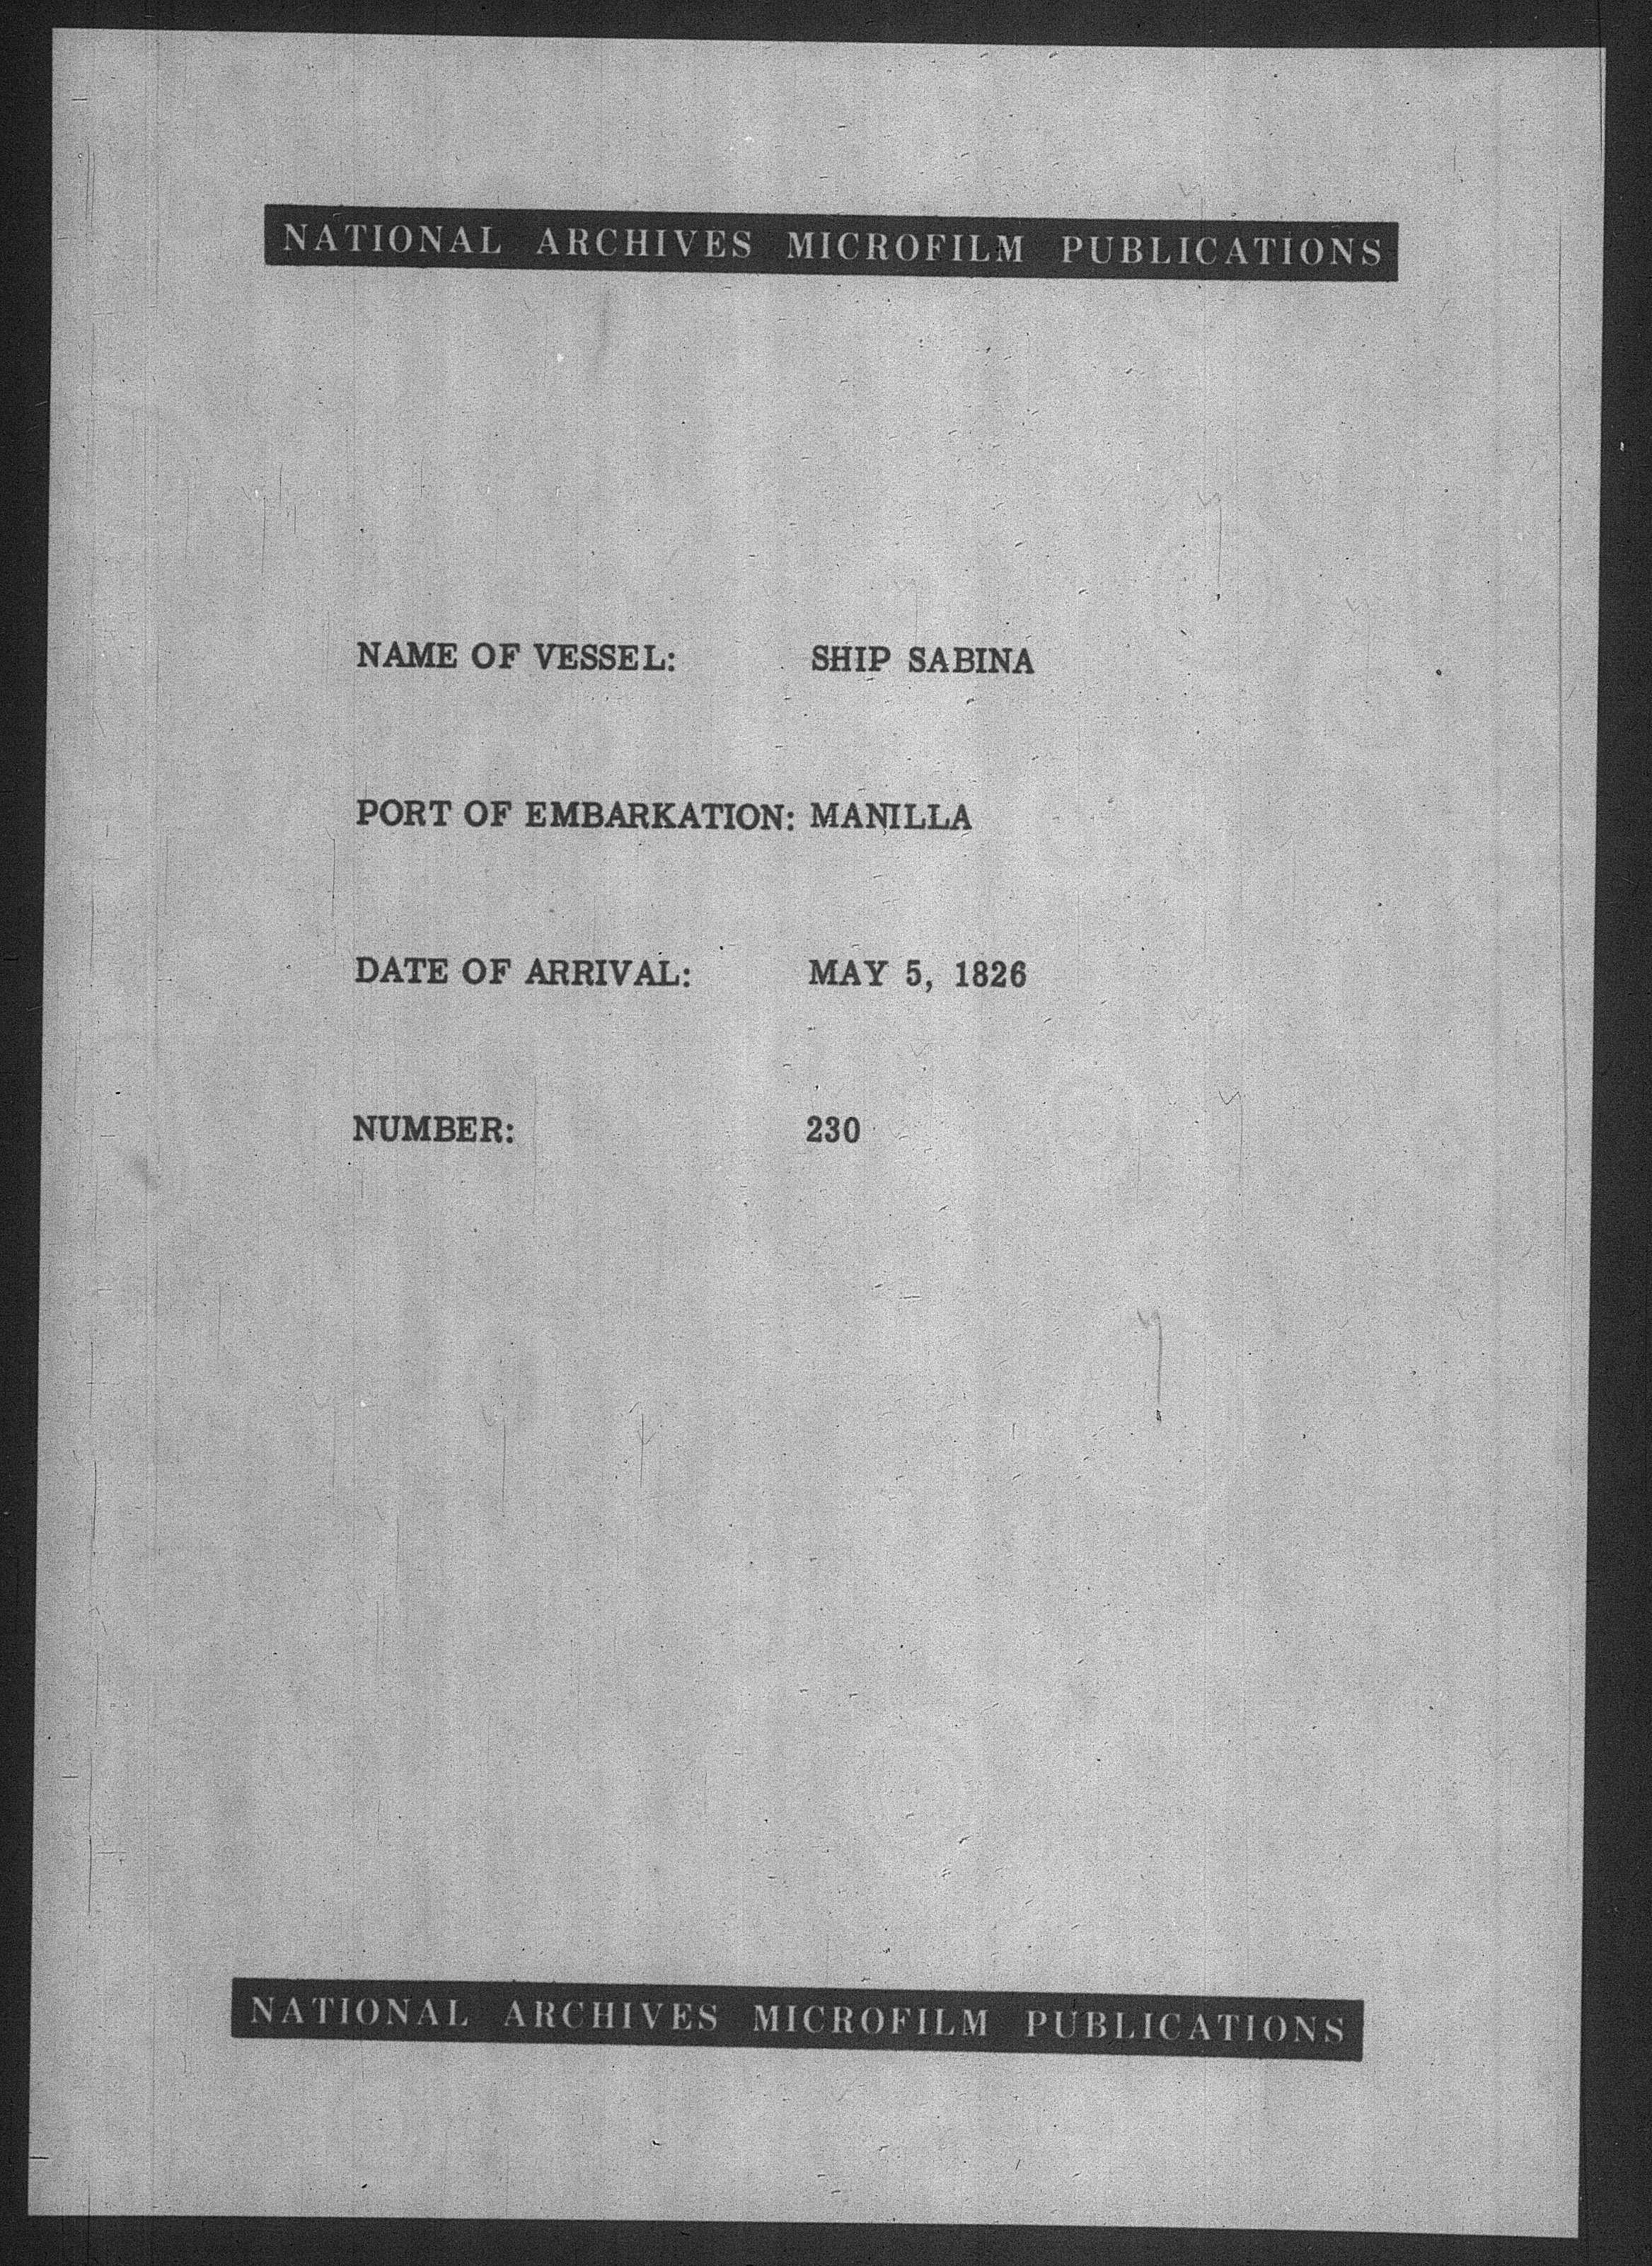 NATIONAL ARCHIVES MICROFILM PUBLICATIONS
NAME OF VESSEL: SHIP SABINA
PORT OF EMBARKATION: MANILLA
DATE OF ARRIVAL: MAY 5, 1826
NUMBER: 230
NATIONAL ARCHIVES MICROFILM PUBLICATIONS